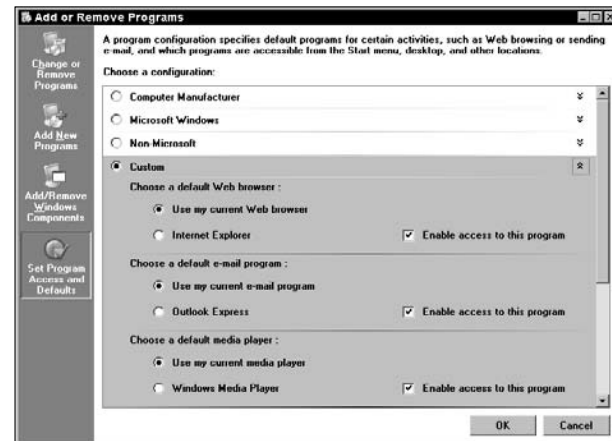 Add or Remove Programs
Change or
Remove
Programs
Add New
Programs
Add/Remove
Windows
Components
Set Program
Access and
Defaults
A program configuration specifies default programs for certain activities, such as Web browsing or sending
e-mail, and which programs are accessible from the Start menu, desktop, and other locations.
Choose a configuration:
Computer Manufacturer
Microsoft Windows
Non-Microsoft
Custom
Choose a default Web browser :
Use my current Web browser
Internet Explorer Enable access to this program
Choose a default e-mail program :
Use my current e-mail program
Outlook Express Enable access to this program
Choose a default media player :
Use my current media player
Windows Media Player Enable access to this program
OK Cancel